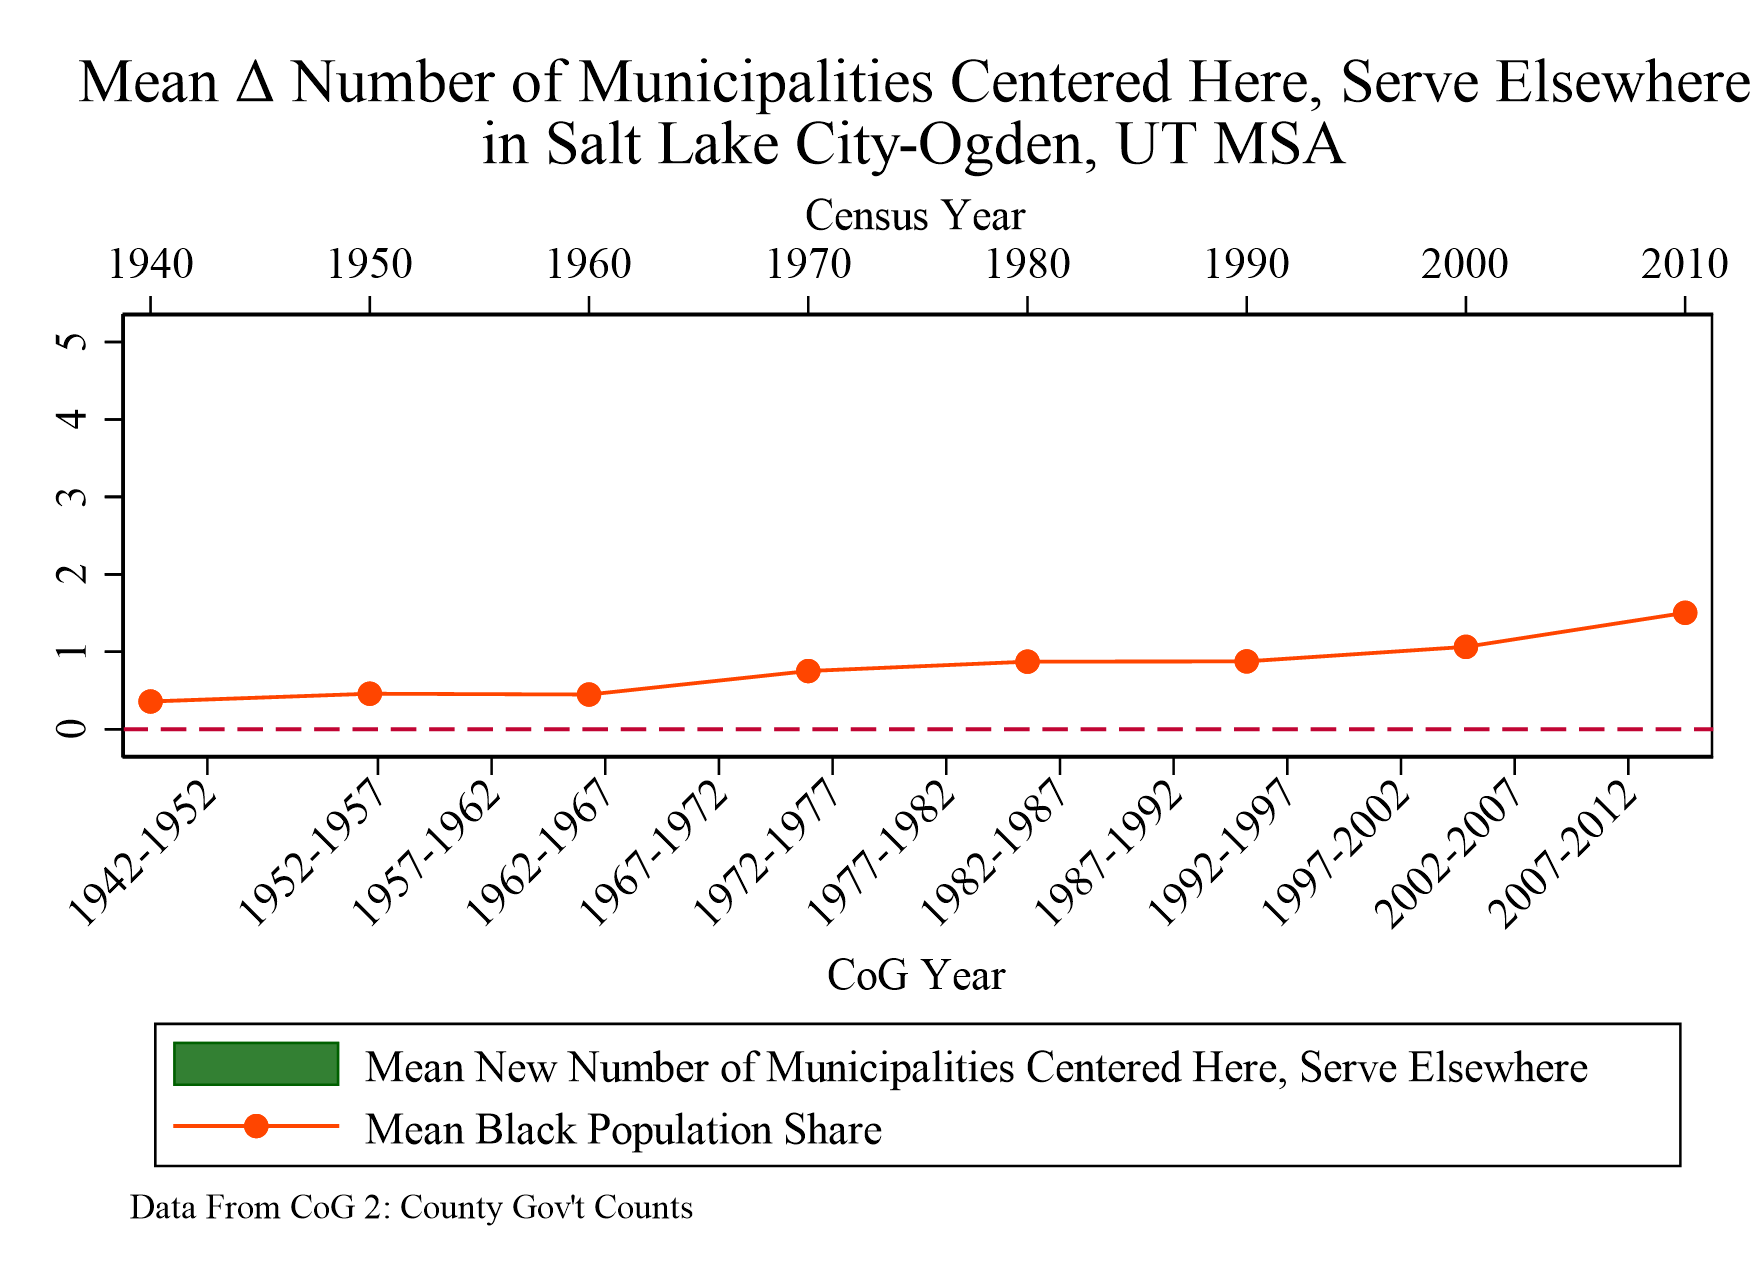 Mean Δ Number of Municipalities Centered Here, Serve Elsewhere
in Salt Lake City-Ogden, UT MSA
Census Year
1940 1950 1960 1970 1980 1990 2000 2010
5
4
3
2
1
0
1942-1952 1952-1957 1957-1962 1962-1967 1967-1972 1972-1977 1977-1982 1982-1987 1987-1992 1992-1997 1997-2002 2002-2007 2007-2012
CoG Year
Mean New Number of Municipalities Centered Here, Serve Elsewhere
Mean Black Population Share
Data From CoG 2: County Gov't Counts